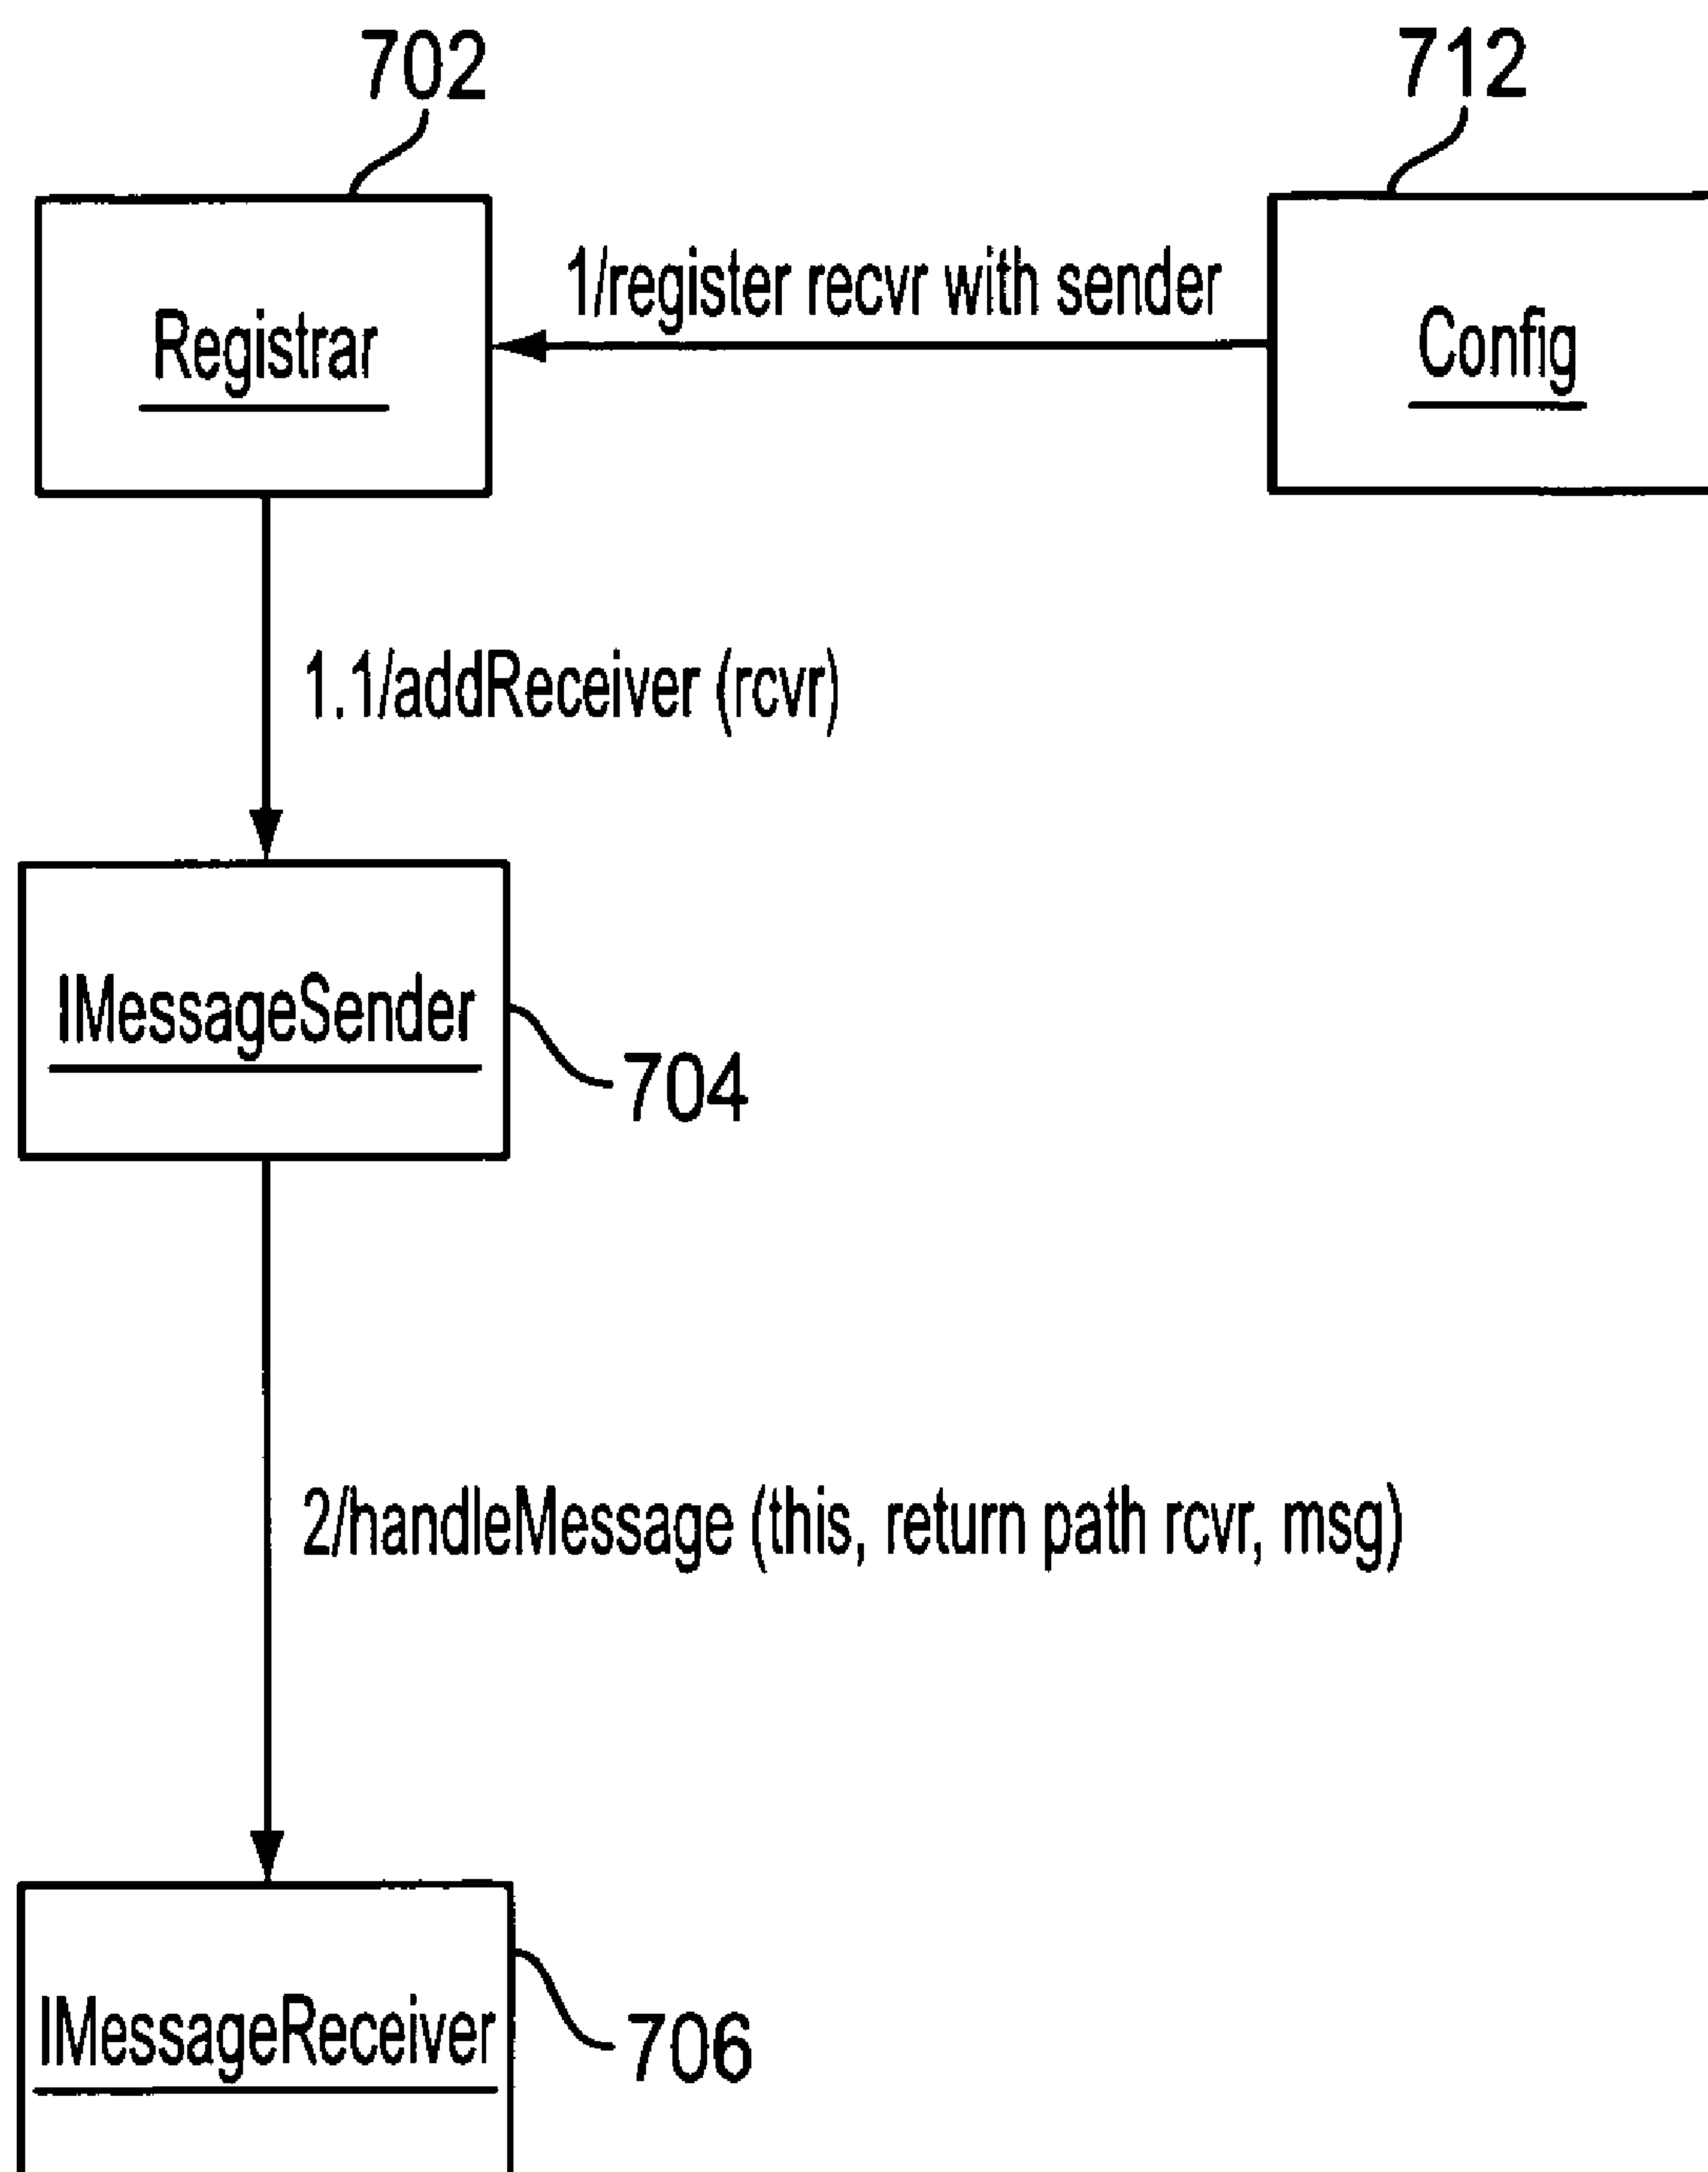 702
712
1/register recvr with sender
Registrar
Config
1.1/addReceiver (rcvr)
IMessageSender
704
2/handleMessage (this, return path rcvr, msg)
IMessageReceiver
706